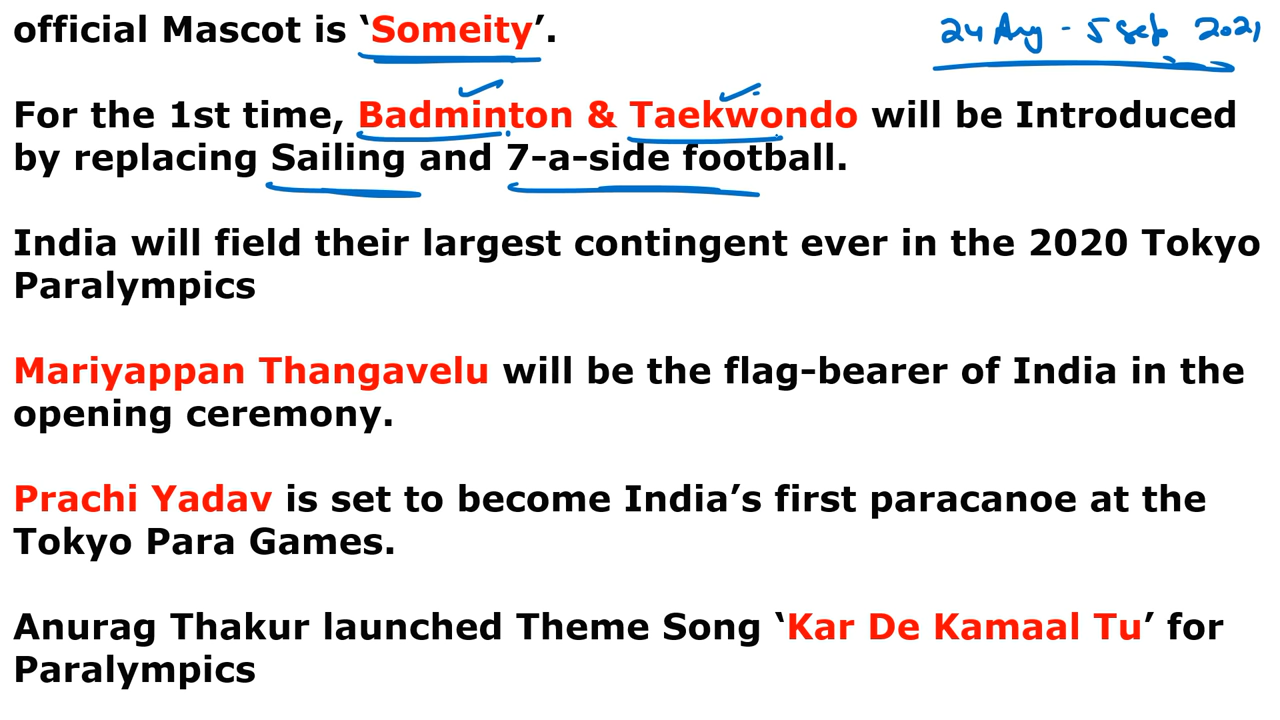 official Mascot is ‘Someity’.
24 Aug - 5 Sep 2021
For the 1st time, Badminton & Taekwondo will be Introduced
by replacing Sailing and 7-a-side football.
India will field their largest contingent ever in the 2020 Tokyo
Paralympics
Mariyappan Thangavelu will be the flag-bearer of India in the
opening ceremony.
Prachi Yadav is set to become India’s first paracanoe at the
Tokyo Para Games.
Anurag Thakur launched Theme Song ‘Kar De Kamaal Tu’ for
Paralympics